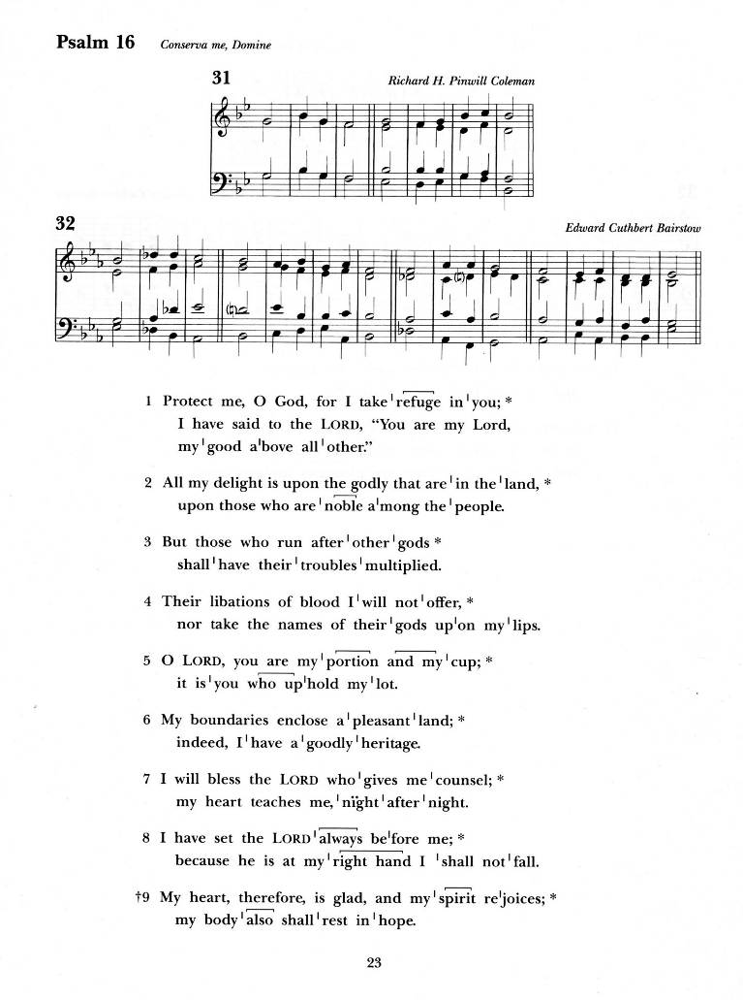 Psalm 16 Conserva me, Domine
31 Richard H. Pinwill Coleman
32 Edward Cuthbert Bairstow
1 Protect me, O God, for I take ' refuge in ' you; *
I have said to the LORD, “You are my Lord,
my ' good a'bove all ' other.”
2 All my delight is upon the godly that are ' in the ' land, *
upon those who are ' noble a'mong the ' people.
3 But those who run after ' other ' gods *
shall ' have their ' troubles ' multiplied.
4 Their libations of blood I ' will not ' offer, *
nor take the names of their ' gods up'on my ' lips.
5 O LORD, you are my ' portion and my ' cup; *
it is ' you who up'hold my ' lot.
6 My boundaries enclose a ' pleasant ' land; *
indeed, I ' have a ' goodly ' heritage.
7 I will bless the LORD who ' gives me ' counsel; *
my heart teaches me, ' nïght ' after ' night.
8 I have set the LORD ' always be'fore me; *
because he is at my ' right hand I ' shall not ' fall.
†9 My heart, therefore, is glad, and my ' spirit re'joices; *
my body ' also shall ' rest in ' hope.
23